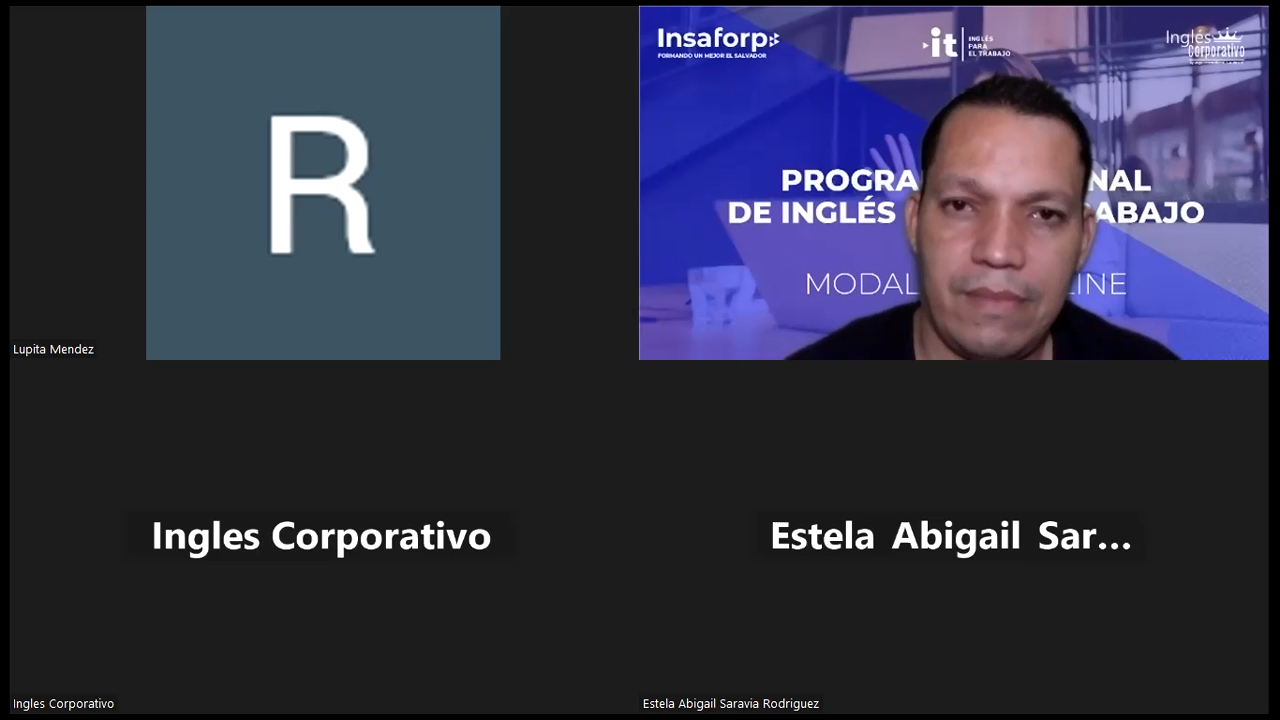 R
Lupita Mendez
Insaforp
FORMANDO UN MEJOR EL SALVADOR
it
INGLÉS
PARA
EL TRABAJO
Inglés
Corporativo
PROGRA NAL
DE INGLÉS ABAJO
MODAL LINE
Ingles Corporativo
Ingles Corporativo
Estela Abigail Sar...
Estela Abigail Saravia Rodriguez